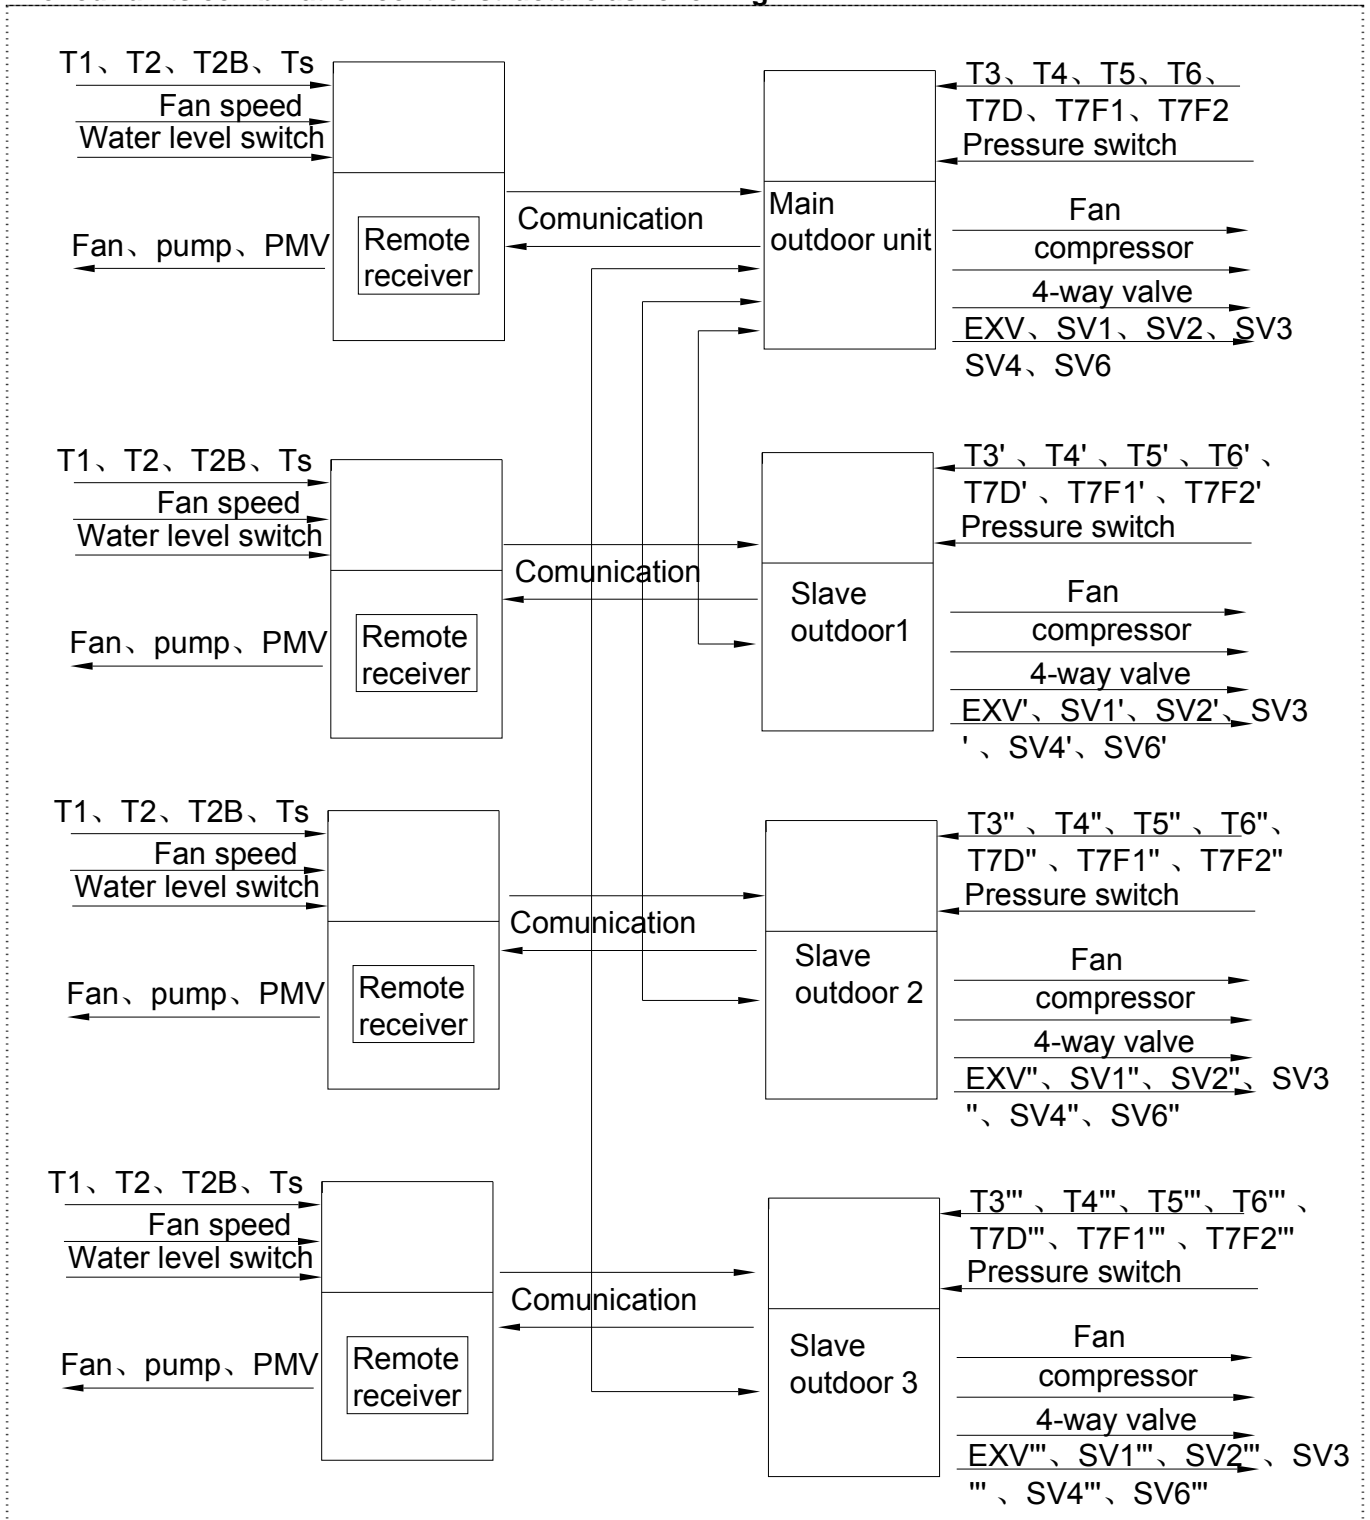 T1、T2、T2B、Ts
Fan speed
Water level switch
Fan、pump、PMV
Remote
receiver
Comunication
Main
outdoor unit
T3、T4、T5、T6、
T7D、T7F1、T7F2
Pressure switch
Fan
compressor
4-way valve
EXV、SV1、SV2、SV3
SV4、SV6
T1、T2、T2B、Ts
Fan speed
Water level switch
Fan、pump、PMV
Remote
receiver
Comunication
Slave
outdoor1
T3' 、T4' 、T5' 、T6' 、
T7D' 、T7F1' 、T7F2'
Pressure switch
Fan
compressor
4-way valve
EXV'、SV1'、SV2'、SV3
' 、SV4'、SV6'
T1、T2、T2B、Ts
Fan speed
Water level switch
Fan、pump、PMV
Remote
receiver
Comunication
Slave
outdoor 2
T3" 、T4"、T5" 、T6"、
T7D" 、T7F1" 、T7F2"
Pressure switch
Fan
compressor
4-way valve
EXV"、SV1"、SV2"、SV3
"、SV4"、SV6"
T1、T2、T2B、Ts
Fan speed
Water level switch
Fan、pump、PMV
Remote
receiver
Comunication
Slave
outdoor 3
T3''' 、T4'''、T5'''、T6''' 、
T7D'''、T7F1''' 、T7F2'''
Pressure switch
Fan
compressor
4-way valve
EXV'''、SV1'''、SV2'''、SV3
''' 、SV4'''、SV6'''